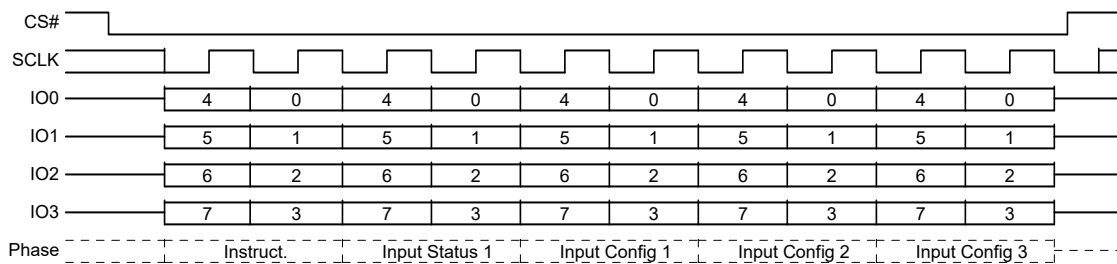 CS#
SCLK
IO0 4 0 4 0 4 0 4 0 4 0
IO1 5 1 5 1 5 1 5 1 5 1
IO2 6 2 6 2 6 2 6 2 6 2
IO3 7 3 7 3 7 3 7 3 7 3
Phase Instruct. Input Status 1 Input Config 1 Input Config 2 Input Config 3